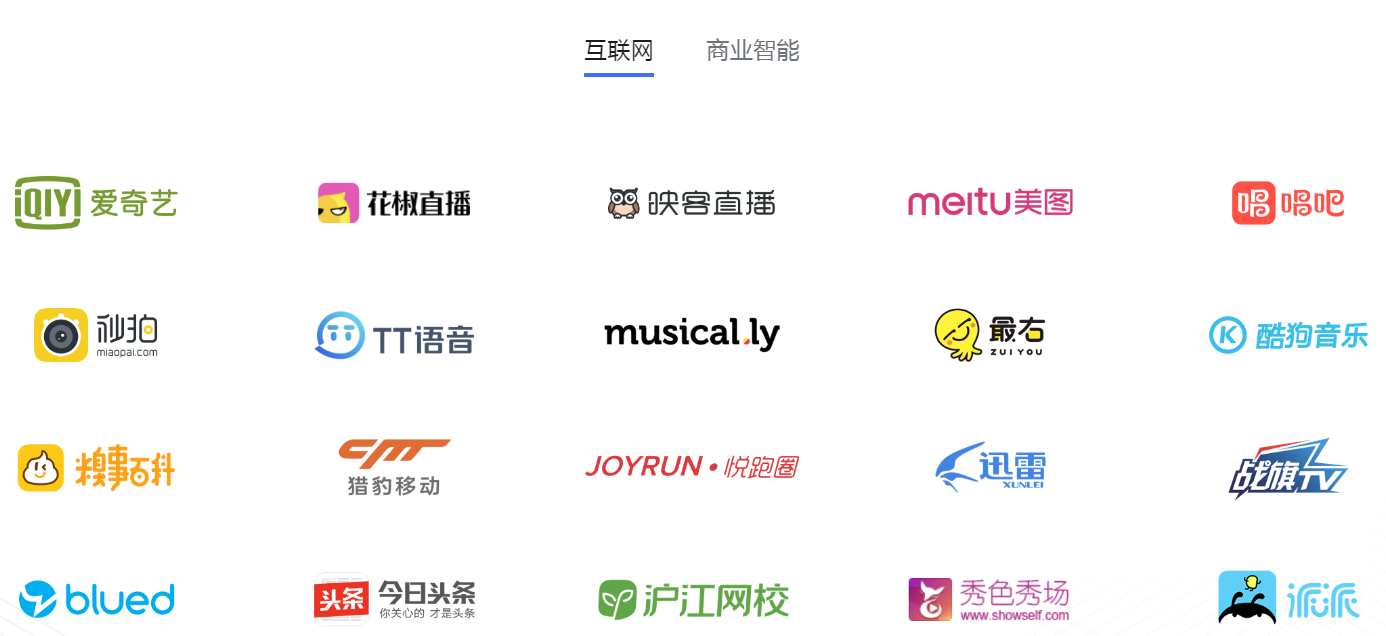 互联网 商业智能
iQIYI 爱奇艺
花椒直播
映客直播
meitu美图
唱 唱吧
秒拍
miaopai.com
TT语音
musical.ly
最右
ZUIYOU
K 酷狗音乐
糗事百科
cm
猎豹移动
JOYRUN·悦跑圈
迅雷
XUNLEI
战旗TV
blued
头条 今日头条
你关心的 才是头条
沪江网校
秀色秀场
www.showself.com
派派